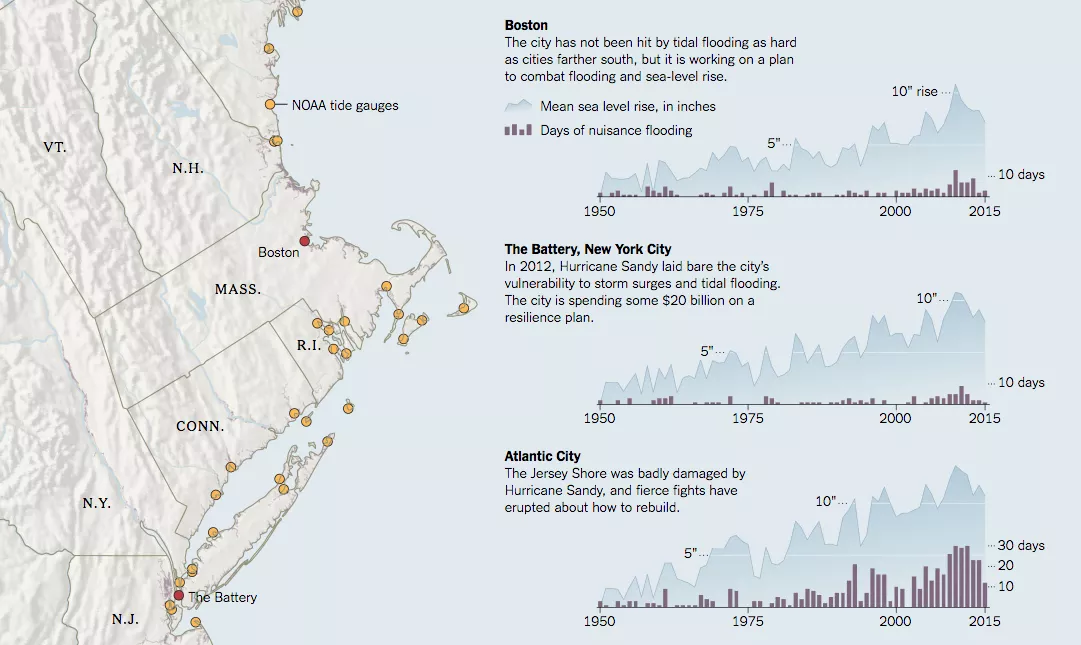 VT.
N.H.
NOAA tide gauges
Boston
MASS.
R.I.
CONN.
N.Y.
The Battery
N.J.
Boston
The city has not been hit by tidal flooding as hard
as cities farther south, but it is working on a plan
to combat flooding and sea-level rise.
Mean sea level rise, in inches
Days of nuisance flooding
10" rise
5"
10 days
1950 1975 2000 2015
The Battery, New York City
In 2012, Hurricane Sandy laid bare the city's
vulnerability to storm surges and tidal flooding.
The city is spending some $20 billion on a
resilience plan.
10"
5"
10 days
1950 1975 2000 2015
Atlantic City
The Jersey Shore was badly damaged by
Hurricane Sandy, and fierce fights have
erupted about how to rebuild.
10"
5"
30 days
20
10
1950 1975 2000 2015